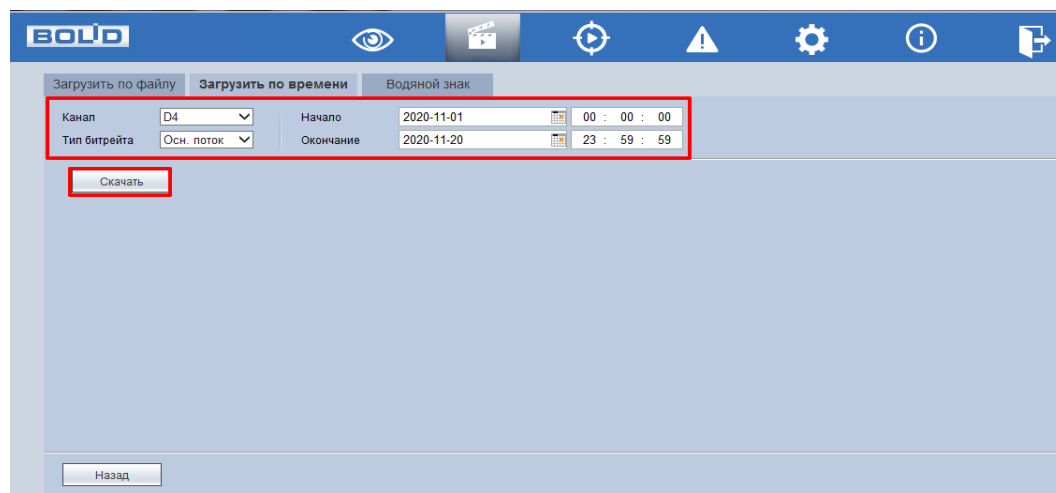 BOLID
Загрузить по файлу Загрузить по времени Водяной знак
Канал D4 Начало 2020-11-01 00 : 00 : 00
Тип битрейта Осн. поток Окончание 2020-11-20 23 : 59 : 59
Скачать
Назад